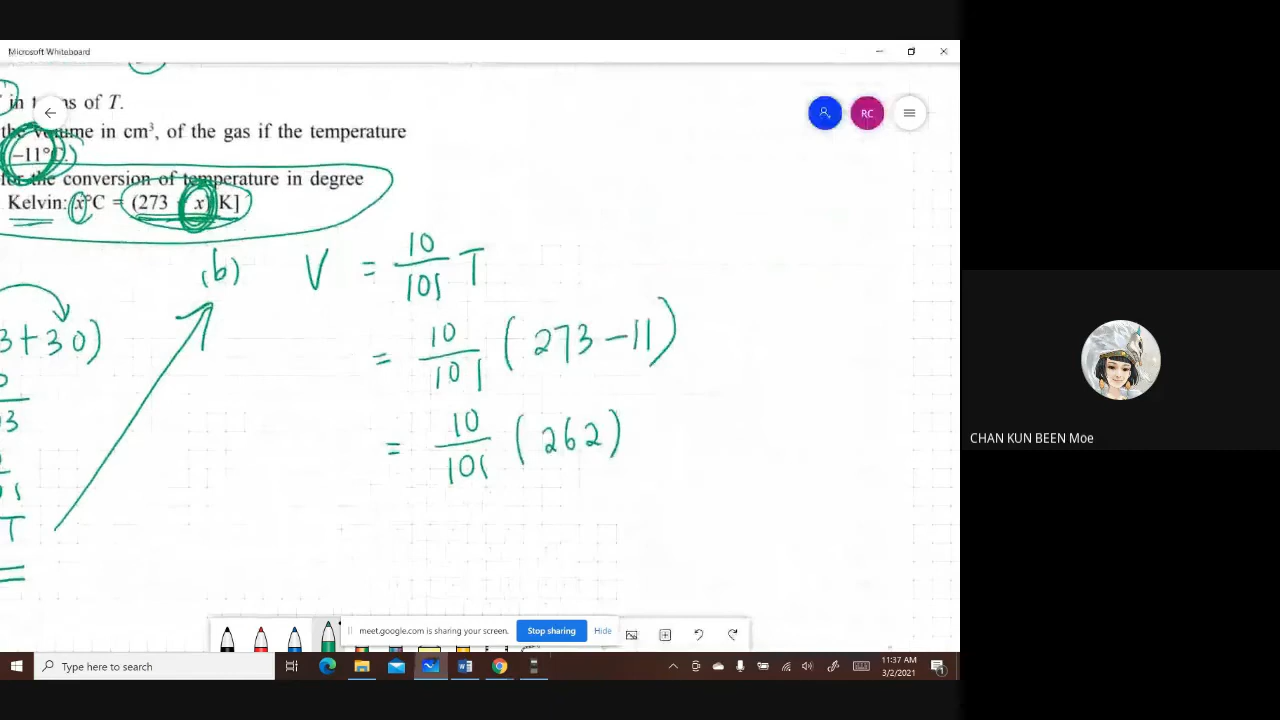 Microsoft Whiteboard
in terms of T.
the volume in cm³, of the gas if the temperature
−11°C.
for the conversion of temperature in degree
Kelvin: x°C = (273 + x) K]
RC
(b) V = 10/101 T
3 + 30)
= 10/101 (273 − 11)
= 10/101 (262)
T
CHAN KUN BEEN Moe
meet.google.com is sharing your screen. Stop sharing Hide
Type here to search
11:37 AM
3/2/2021
1